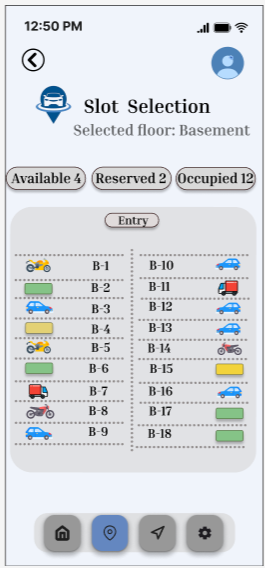 12:50 PM
Slot Selection
Selected floor: Basement
Available 4 Reserved 2 Occupied 12
Entry
B-1 B-10
B-2 B-11
B-3 B-12
B-4 B-13
B-5 B-14
B-6 B-15
B-7 B-16
B-8 B-17
B-9 B-18